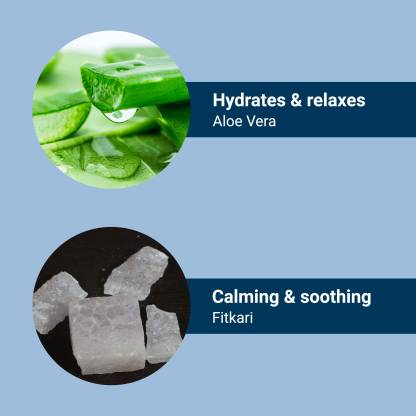 Hydrates & relaxes
Aloe Vera
Calming & soothing
Fitkari